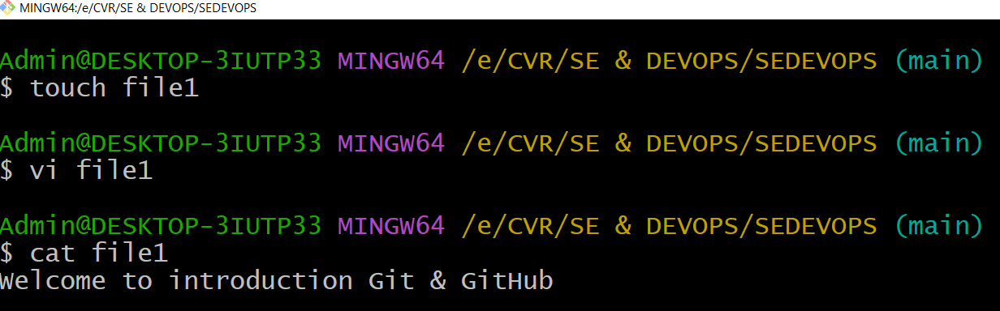 MINGW64:/e/CVR/SE & DEVOPS/SEDEVOPS
Admin@DESKTOP-3IUTP33 MINGW64 /e/CVR/SE & DEVOPS/SEDEVOPS (main)
$ touch file1
Admin@DESKTOP-3IUTP33 MINGW64 /e/CVR/SE & DEVOPS/SEDEVOPS (main)
$ vi file1
Admin@DESKTOP-3IUTP33 MINGW64 /e/CVR/SE & DEVOPS/SEDEVOPS (main)
$ cat file1
Welcome to introduction Git & GitHub